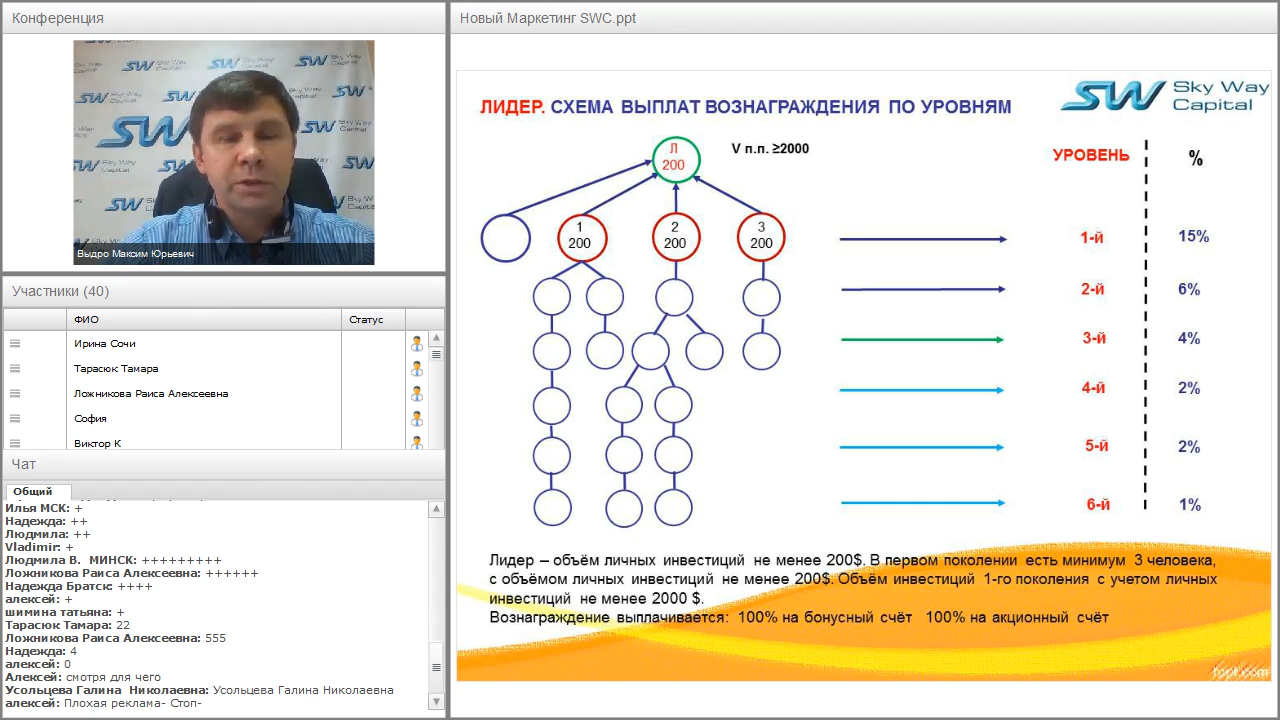 Конференция
Выдро Максим Юрьевич
Участники (40)
ФИО Статус
Ирина Сочи
Тарасюк Тамара
Ложникова Раиса Алексеевна
София
Виктор К
Чат
Общий
Илья МСК: +
Надежда: ++
Людмила: ++
Vladimir: +
Людмила В. МИНСК: +++++++++
Ложникова Раиса Алексеевна: ++++++
Надежда Братск: ++++
алексей: +
шимина татьяна: +
Тарасюк Тамара: 22
Ложникова Раиса Алексеевна: 555
Надежда: 4
алексей: 0
Алексей: смотря для чего
Усольцева Галина Николаевна: Усольцева Галина Николаевна
алексей: Плохая реклама- Стоп-
Новый Маркетинг SWC.ppt
SW Sky Way
Capital
ЛИДЕР. СХЕМА ВЫПЛАТ ВОЗНАГРАЖДЕНИЯ ПО УРОВНЯМ
Л
200
V п.п. ≥2000
УРОВЕНЬ %
1
200
2
200
3
200
1-й 15%
2-й 6%
3-й 4%
4-й 2%
5-й 2%
6-й 1%
Лидер – объём личных инвестиций не менее 200$. В первом поколении есть минимум 3 человека,
с объёмом личных инвестиций не менее 200$. Объём инвестиций 1-го поколения с учетом личных
инвестиций не менее 2000 $.
Вознаграждение выплачивается: 100% на бонусный счёт 100% на акционный счёт
fppt.com